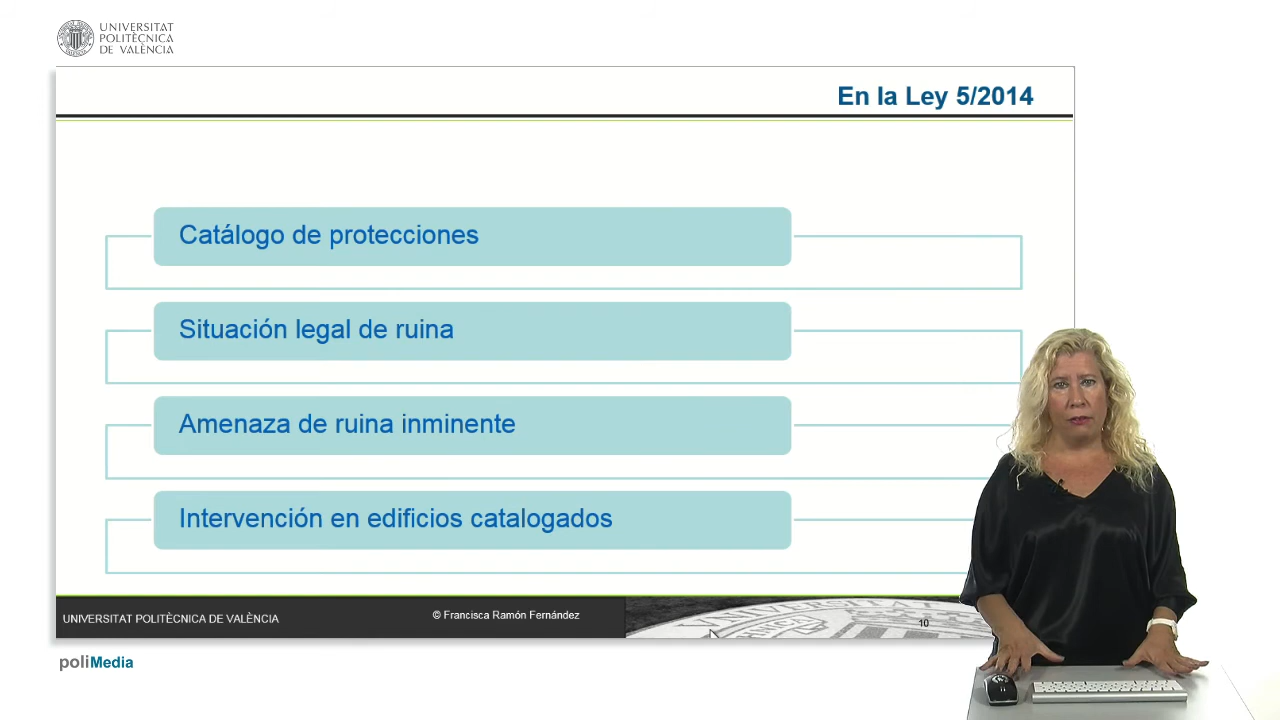 UNIVERSITAT
POLITÈCNICA
DE VALÈNCIA
En la Ley 5/2014
Catálogo de protecciones
Situación legal de ruina
Amenaza de ruina inminente
Intervención en edificios catalogados
UNIVERSITAT POLITÈCNICA DE VALÈNCIA
© Francisca Ramón Fernández
10
poliMedia